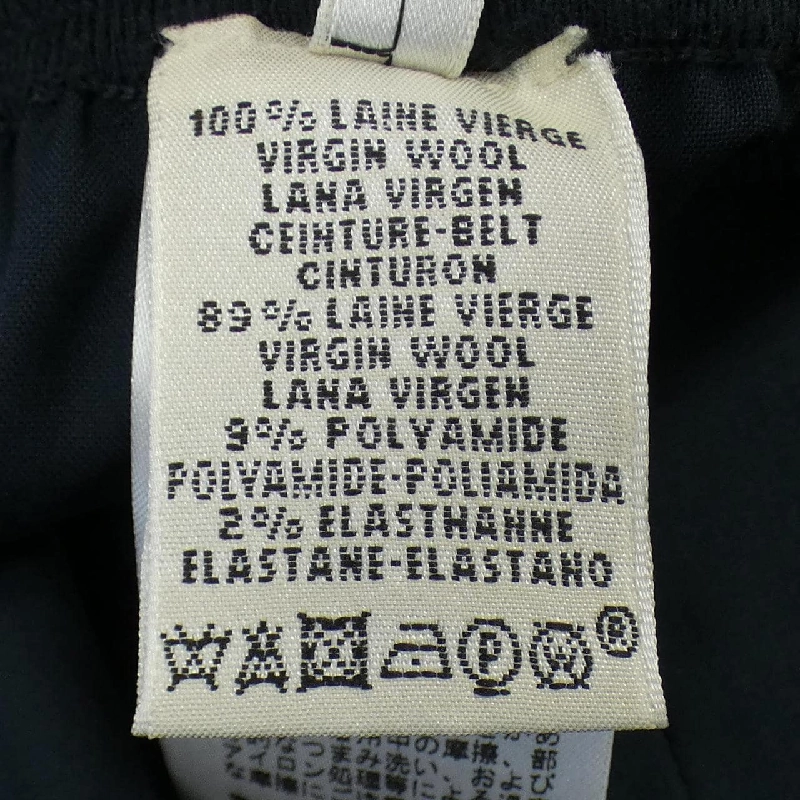 100% LAINE VIERGE
VIRGIN WOOL
LANA VIRGEN
CEINTURE-BELT
CINTURON
89% LAINE VIERGE
VIRGIN WOOL
LANA VIRGEN
9% POLYAMIDE
POLYAMIDE-POLIAMIDA
2% ELASTHANNE
ELASTANE-ELASTANO
P W ®